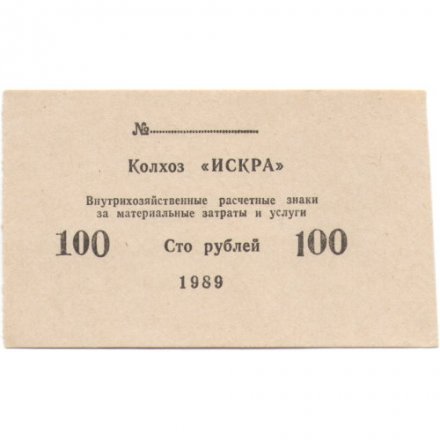 №....................
Колхоз «ИСКРА»
Внутрихозяйственные расчетные знаки
за материальные затраты и услуги
100 Сто рублей 100
1989